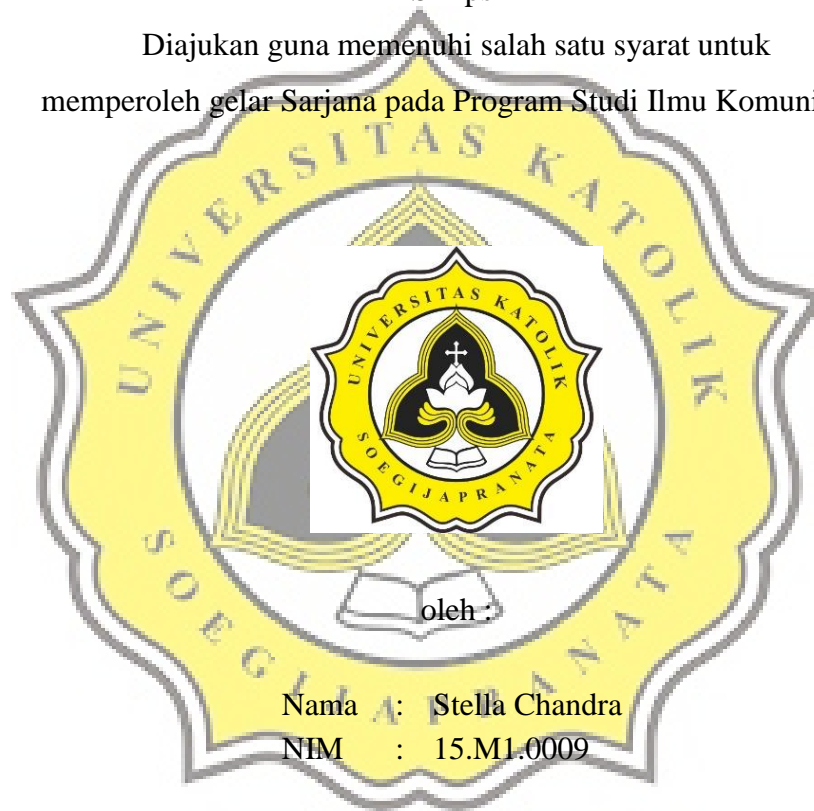 Diajukan guna memenuhi salah satu syarat untuk
memperoleh gelar Sarjana pada Program Studi Ilmu
UNIVERSITAS KATOLIK
SOEGIJAPRANATA
UNIVERSITAS KATOLIK
SOEGIJAPRANATA
oleh :
Nama : Stella Chandra
NIM : 15.M1.0009